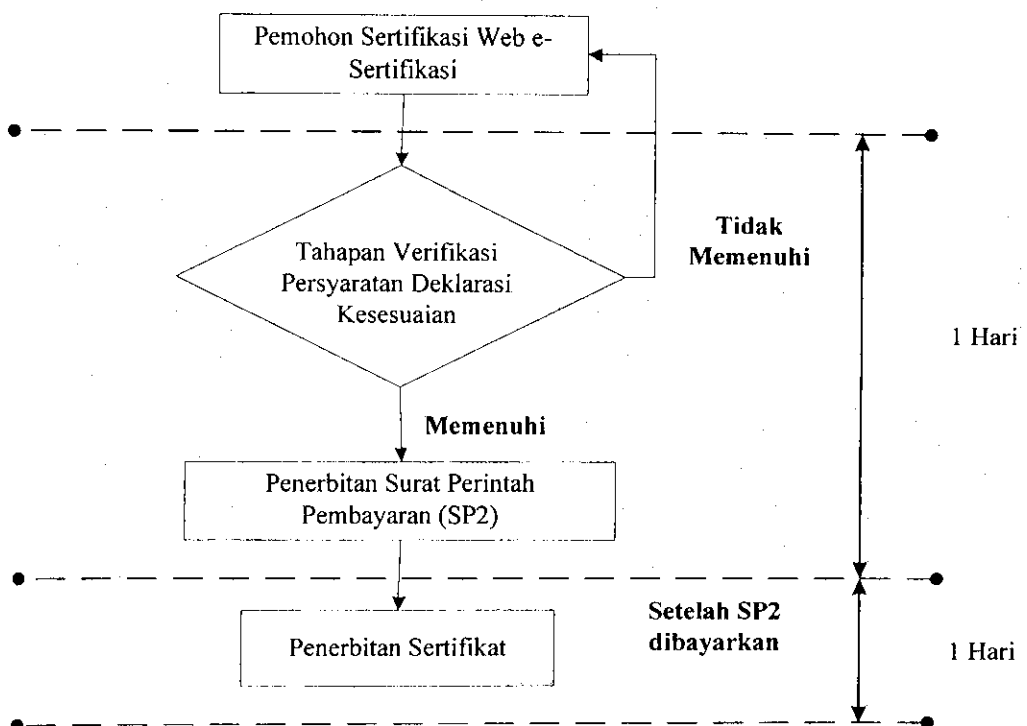 Pemohon Sertifikasi Web e-
Sertifikasi
Tahapan Verifikasi
Persyaratan Deklarasi
Kesesuaian
Tidak
Memenuhi
1 Hari
Memenuhi
Penerbitan Surat Perintah
Pembayaran (SP2)
Setelah SP2
dibayarkan
Penerbitan Sertifikat
1 Hari